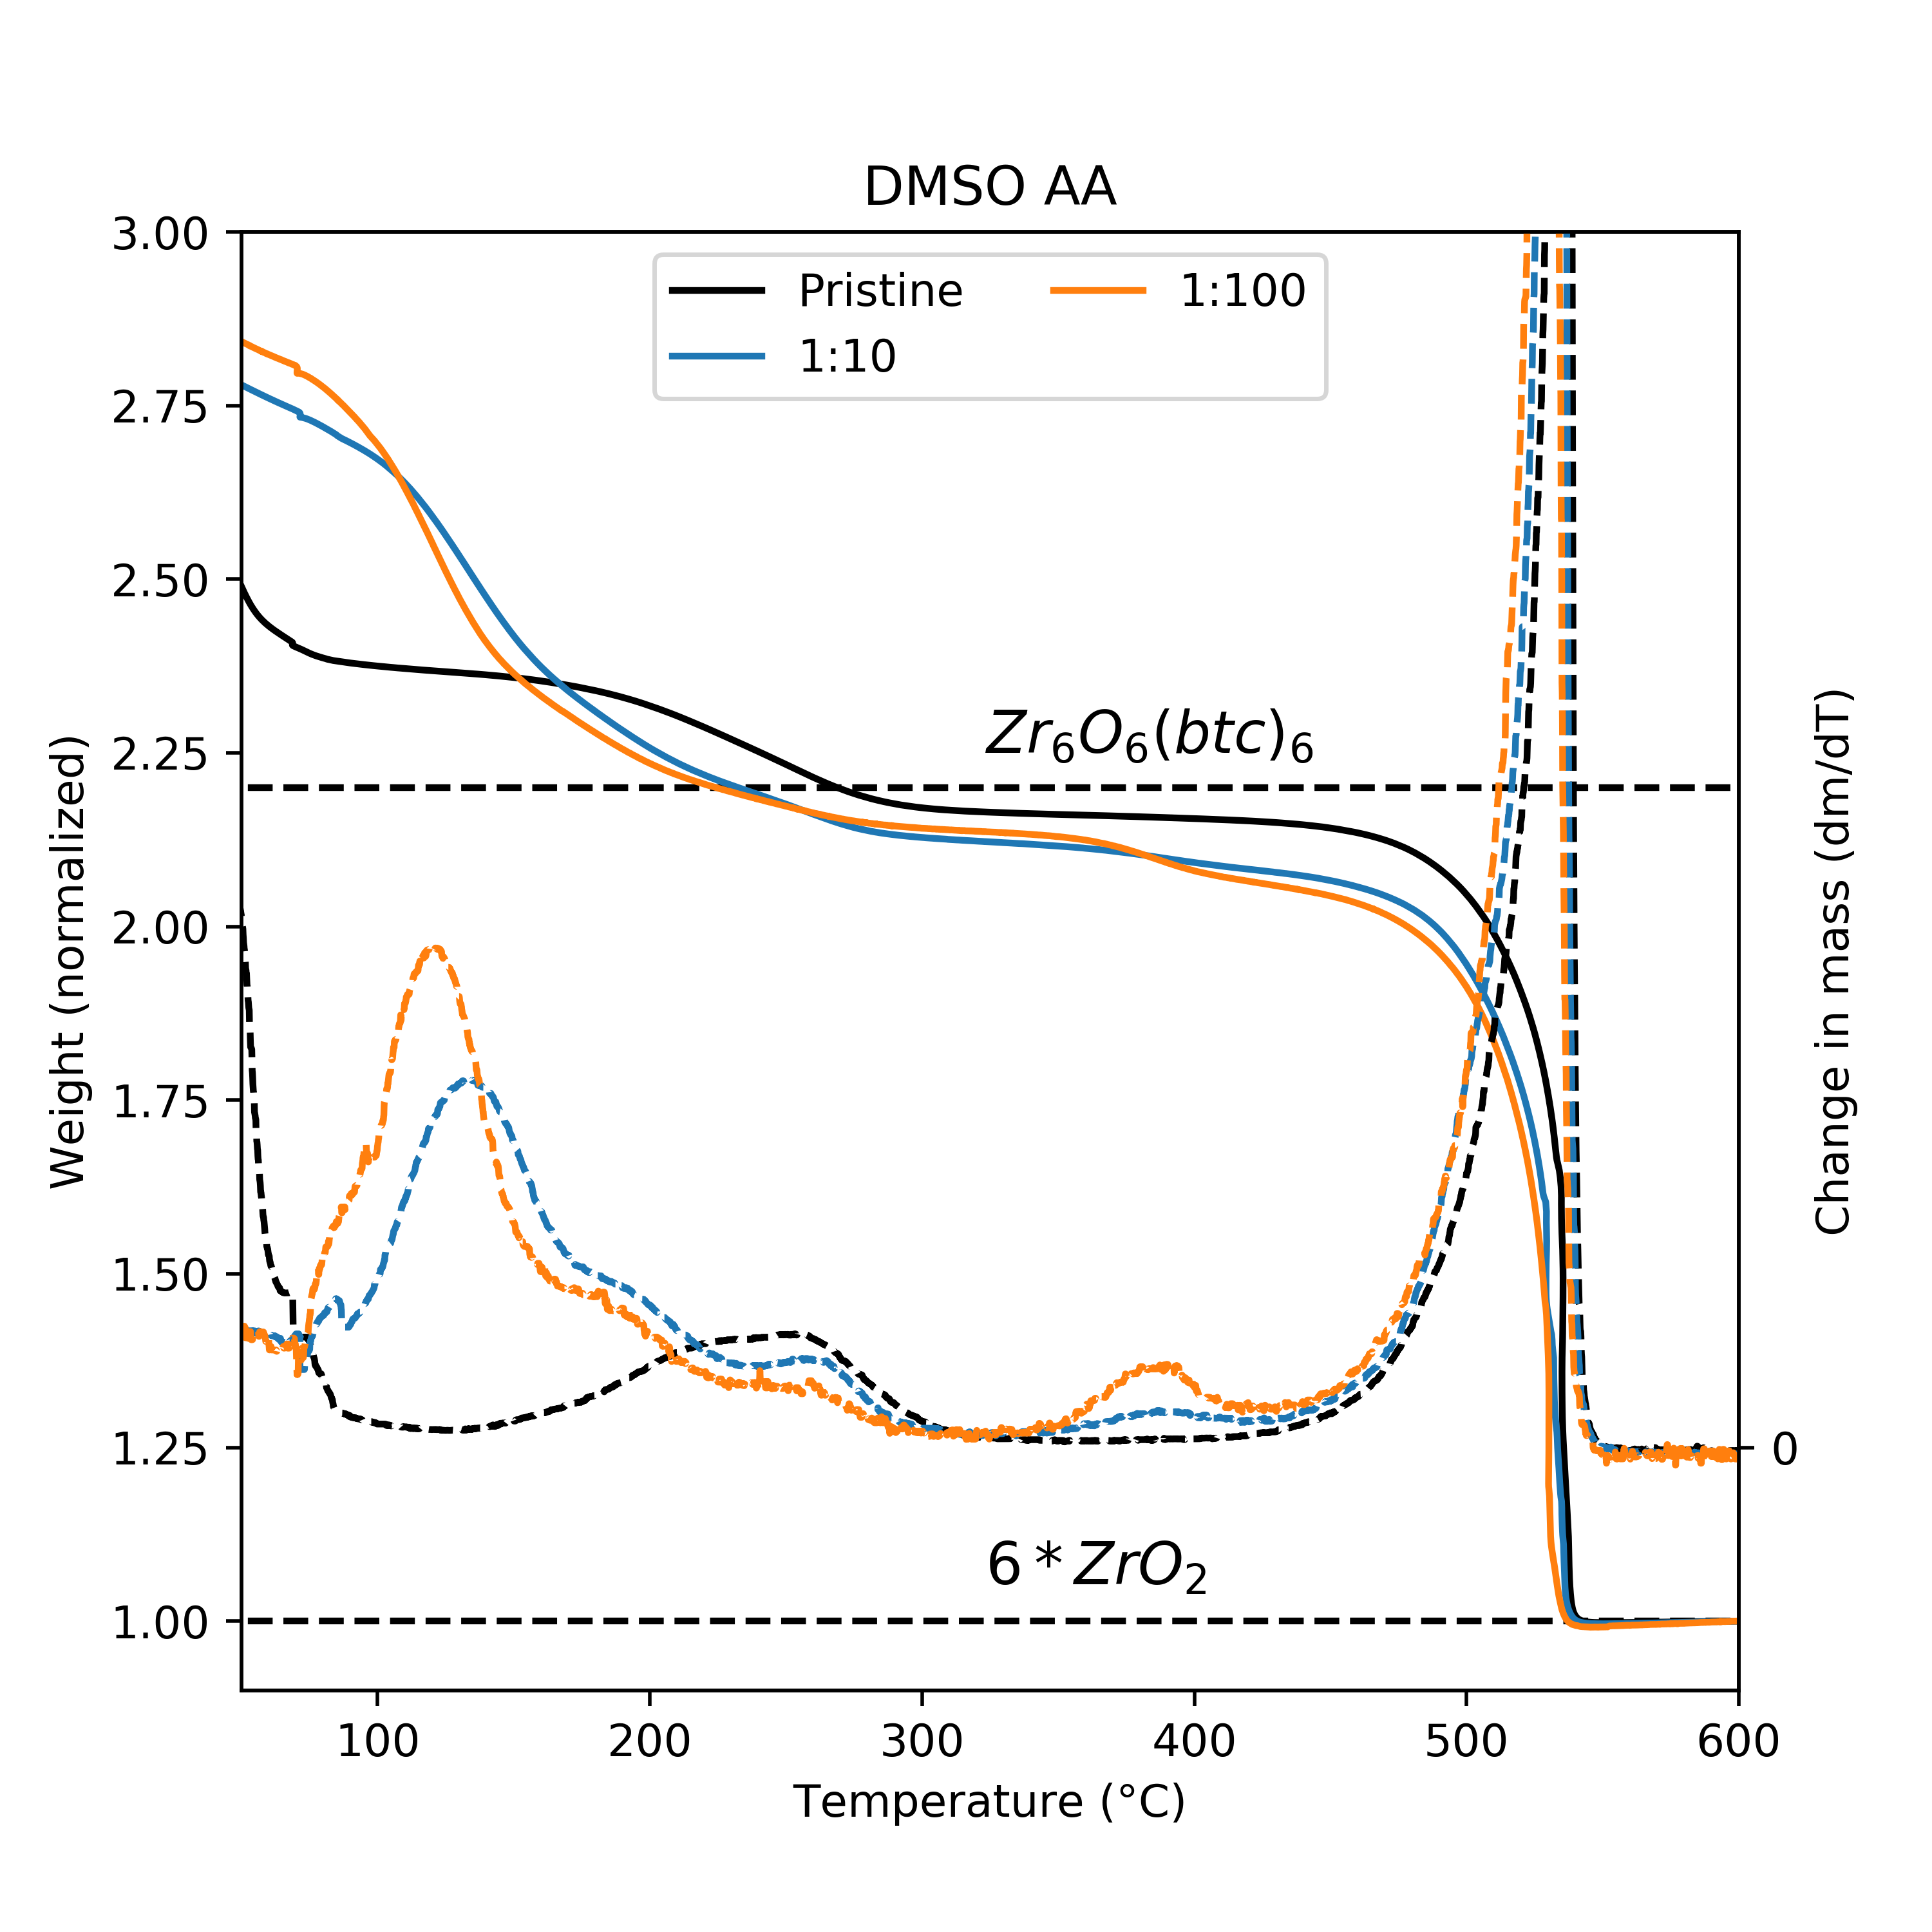 DMSO AA
Pristine
1:10
1:100
3.00
2.75
2.50
2.25
2.00
1.75
1.50
1.25
1.00
Weight (normalized)
Zr₆O₆(btc)₆
6 * ZrO₂
0
Change in mass (dm/dT)
100 200 300 400 500 600
Temperature (°C)